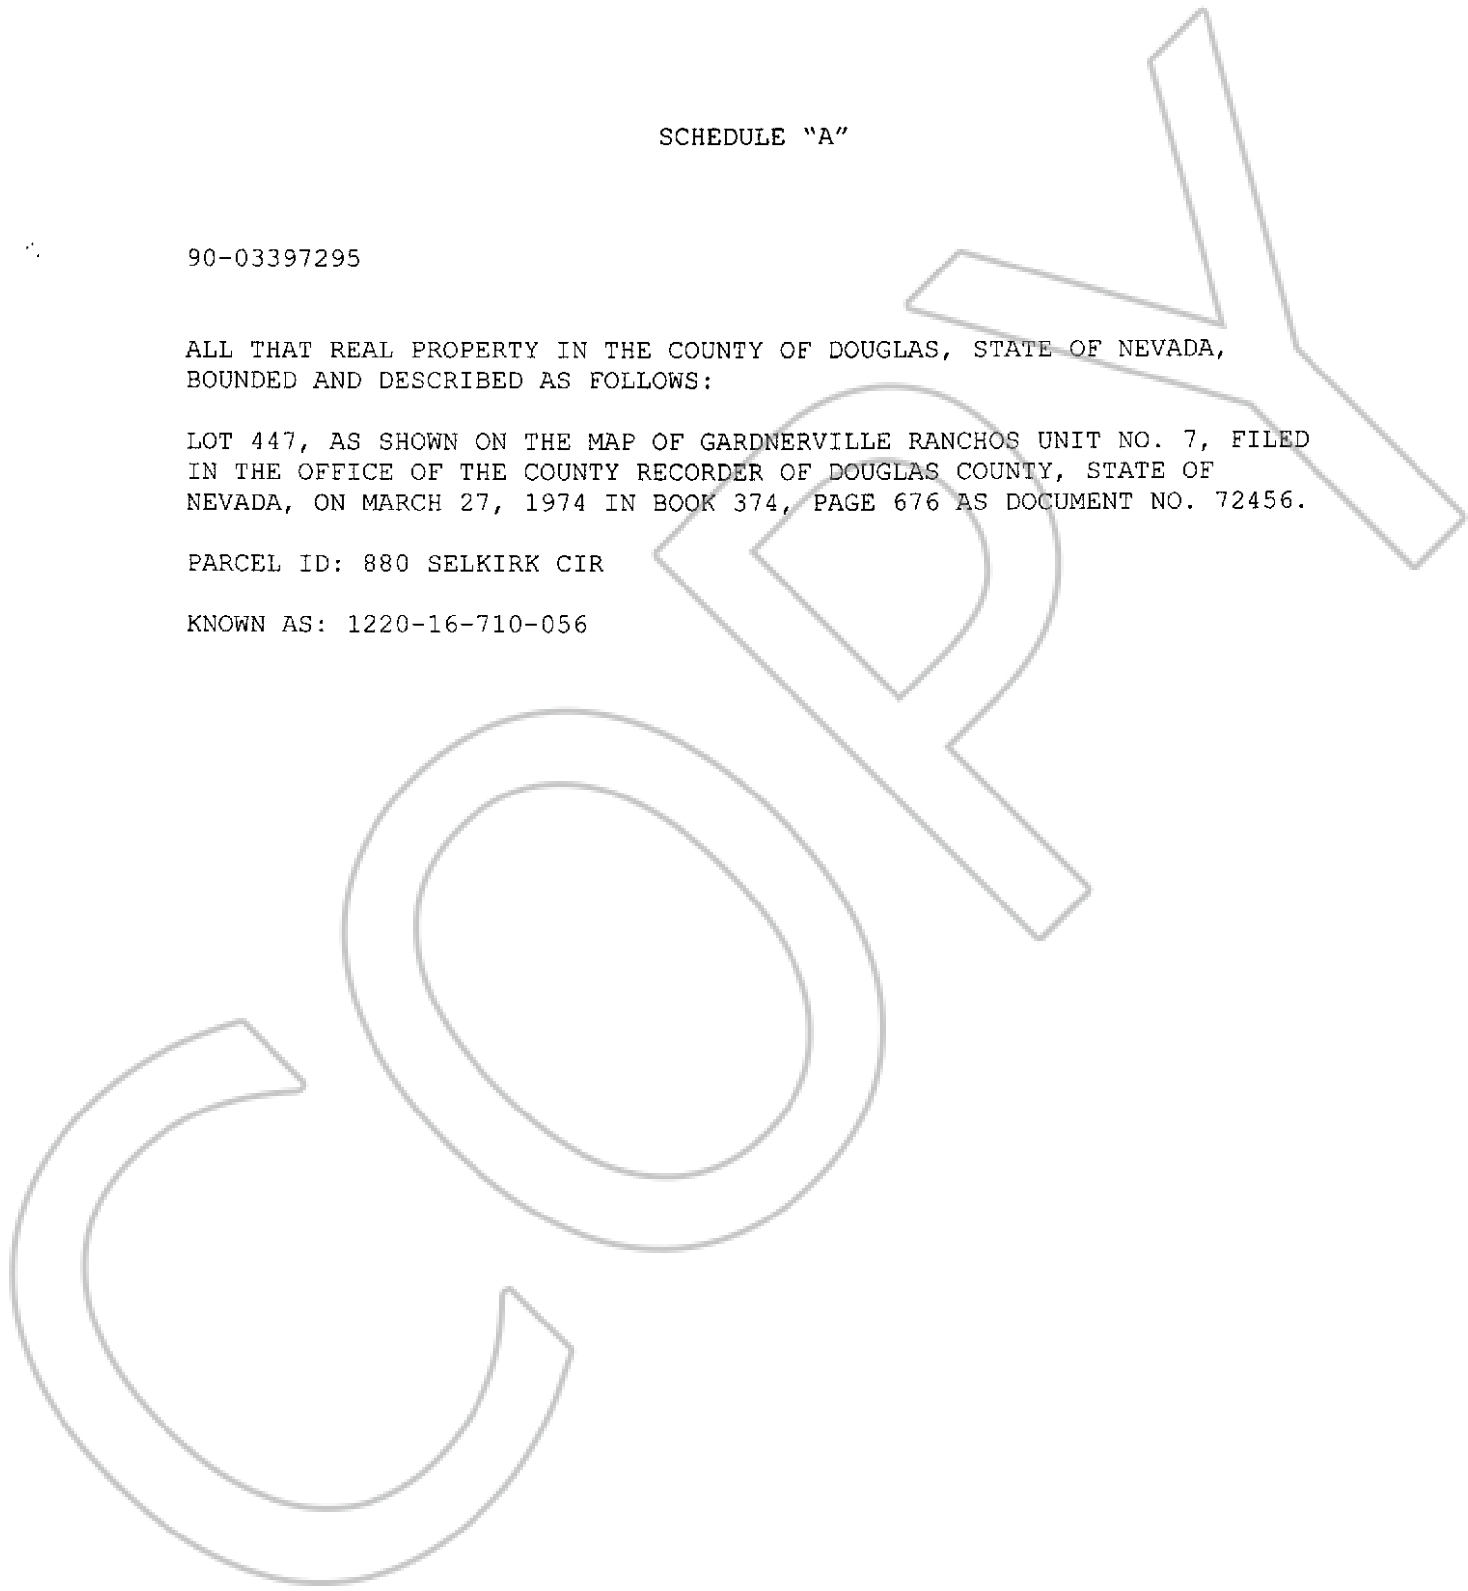 SCHEDULE “A”
90-03397295
ALL THAT REAL PROPERTY IN THE COUNTY OF DOUGLAS, STATE OF NEVADA,
BOUNDED AND DESCRIBED AS FOLLOWS:
LOT 447, AS SHOWN ON THE MAP OF GARDNERVILLE RANCHOS UNIT NO. 7, FILED
IN THE OFFICE OF THE COUNTY RECORDER OF DOUGLAS COUNTY, STATE OF
NEVADA, ON MARCH 27, 1974 IN BOOK 374, PAGE 676 AS DOCUMENT NO. 72456.
PARCEL ID: 880 SELKIRK CIR
KNOWN AS: 1220-16-710-056
COPY